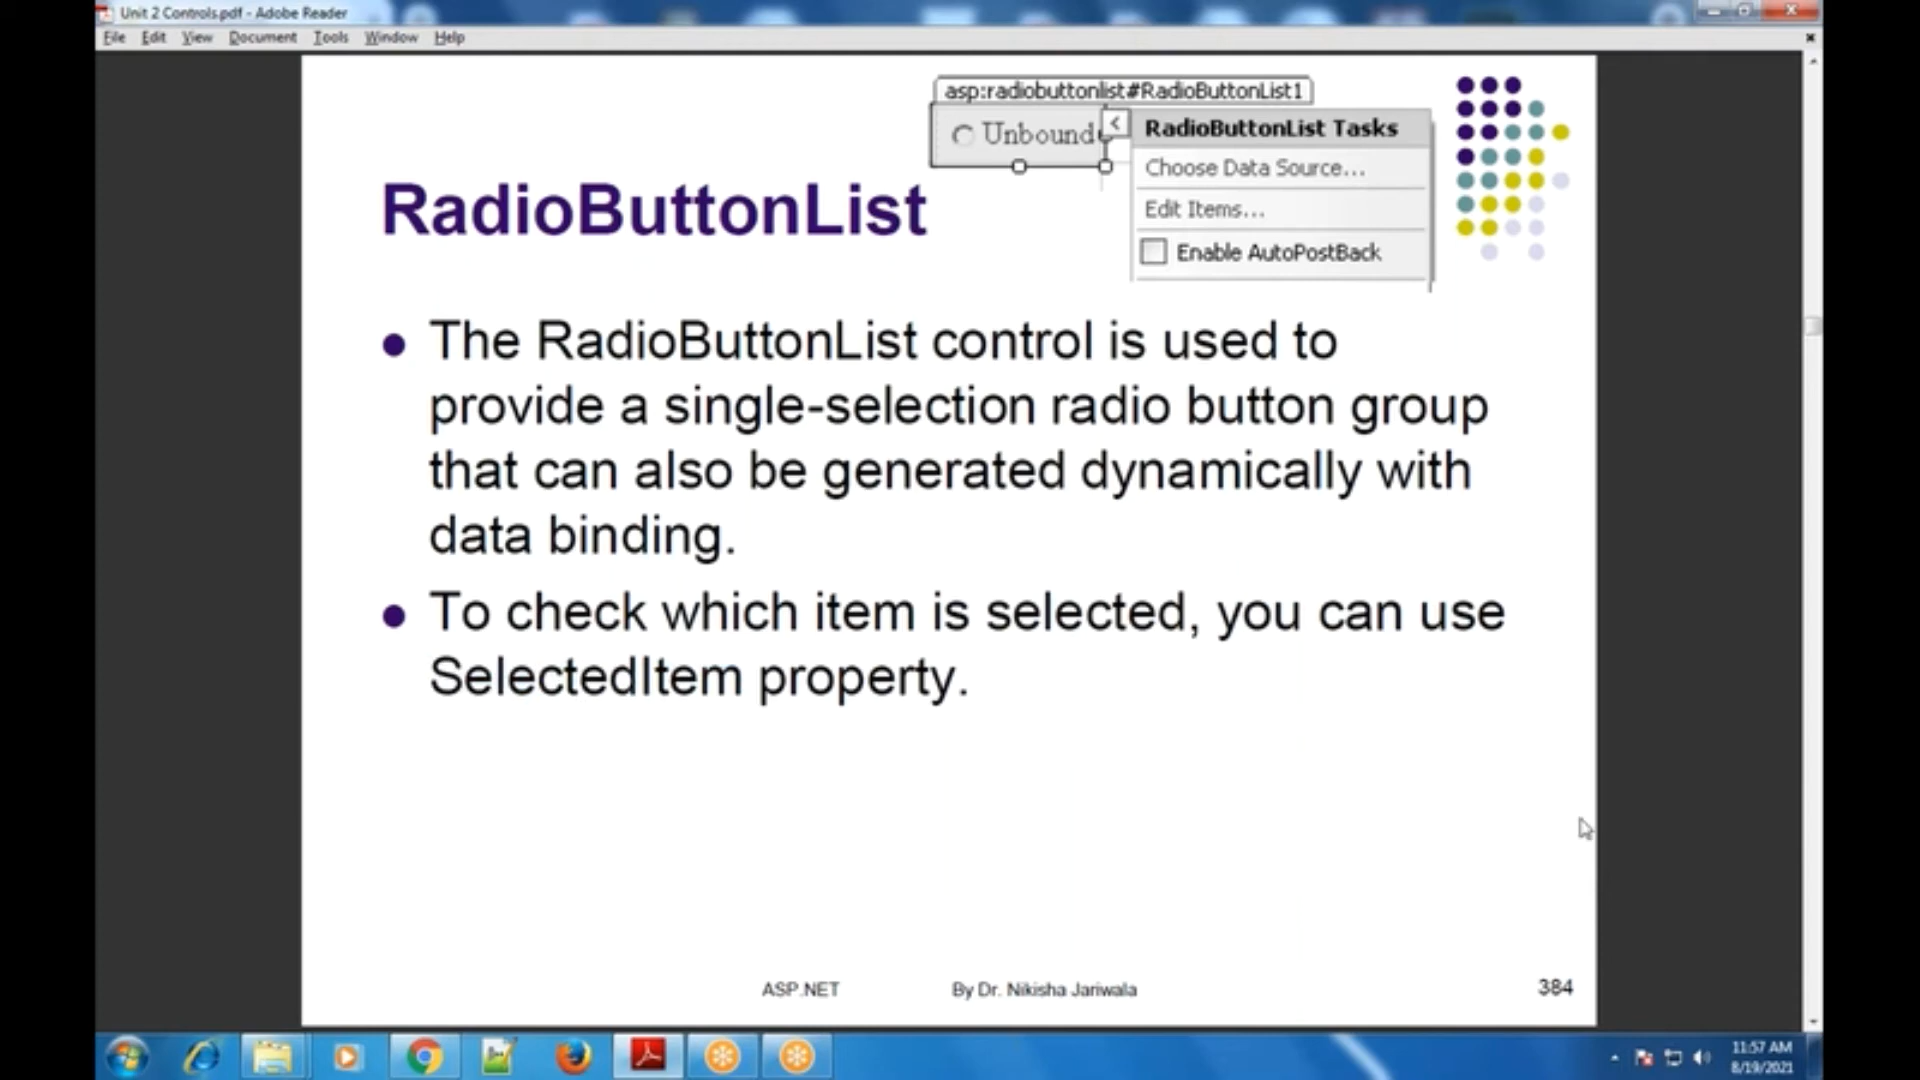 Unit 2 Controls.pdf - Adobe Reader
File Edit View Document Tools Window Help
asp:radiobuttonlist#RadioButtonList1
Unbound
RadioButtonList Tasks
Choose Data Source...
Edit Items...
Enable AutoPostBack
RadioButtonList
The RadioButtonList control is used to
provide a single-selection radio button group
that can also be generated dynamically with
data binding.
To check which item is selected, you can use
SelectedItem property.
ASP.NET By Dr. Nikisha Jariwala 384
11:57 AM
8/19/2021